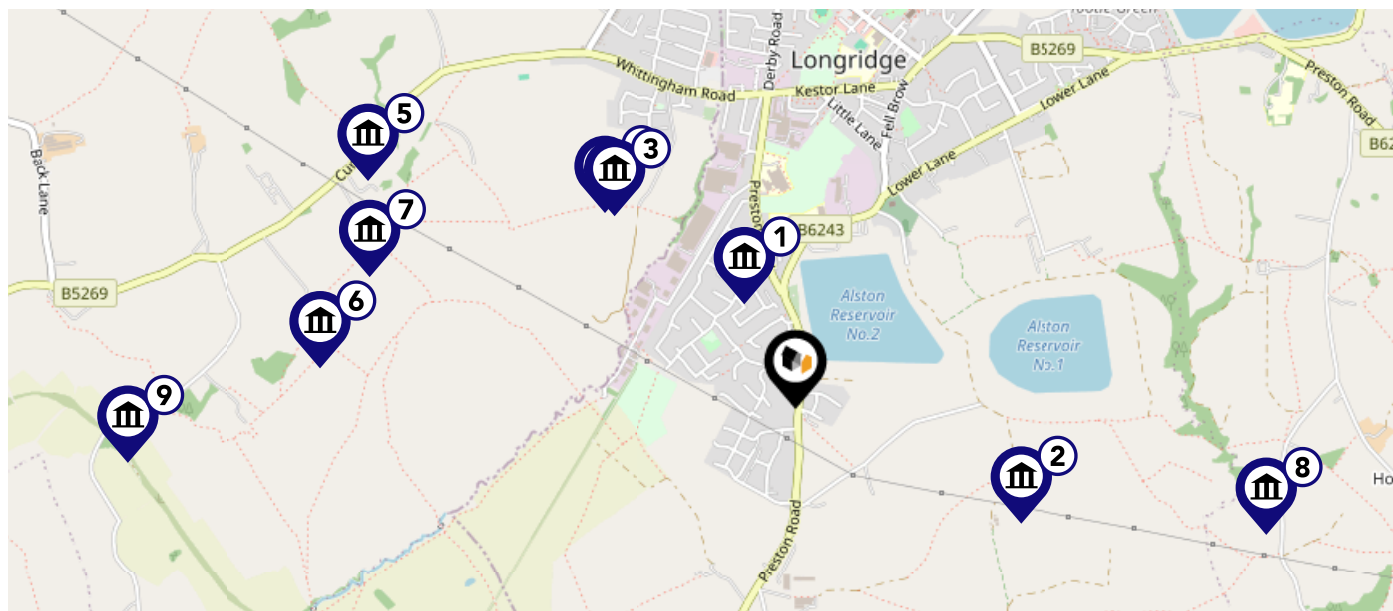 Derby Road
Longridge
B5269
Whittingham Road
Kestor Lane
Little Lane
Fell Brow
Lower Lane
Preston Road
5
3
Back Lane
Lower Lane
7
1
B6243
B5269
6
Alston
Reservoir
No.2
Alston
Reservoir
No.1
9
2
8
Preston Road